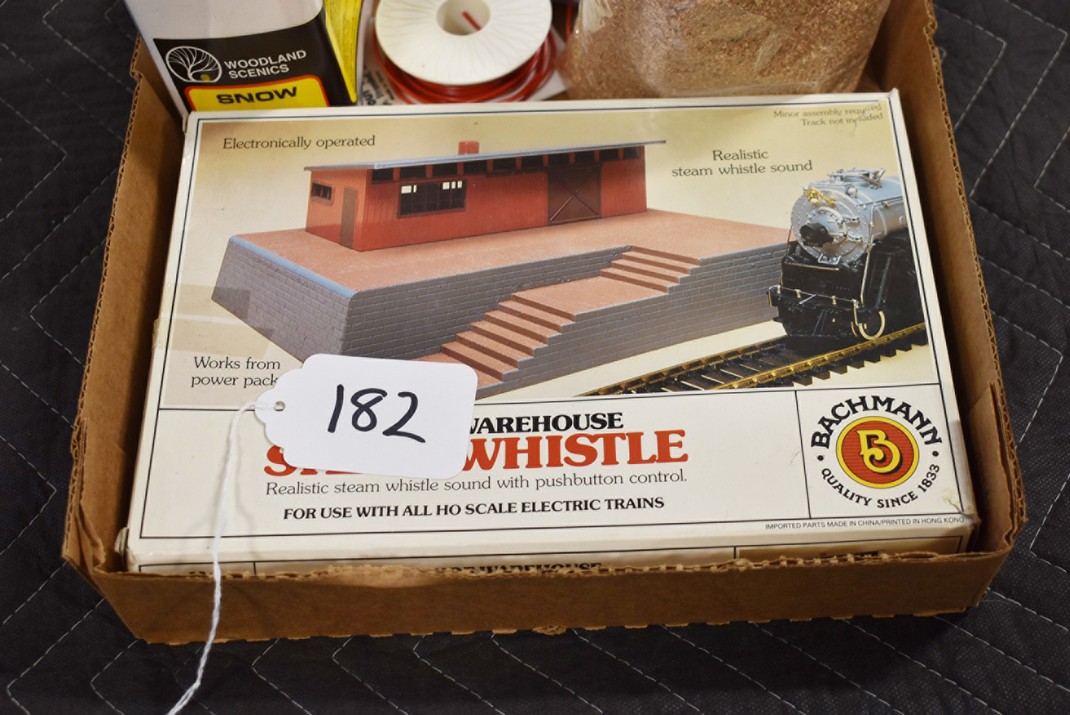 WOODLAND
SCENICS
SNOW
Electronically operated
Minor assembly required
Track not included
Realistic
steam whistle sound
Works from
power pack
182
WAREHOUSE
WHISTLE
Realistic steam whistle sound with pushbutton control.
FOR USE WITH ALL HO SCALE ELECTRIC TRAINS
BACHMANN
B
QUALITY SINCE 1833
IMPORTED PARTS MADE IN CHINA/PRINTED IN HONG KONG
WAREHOUSE